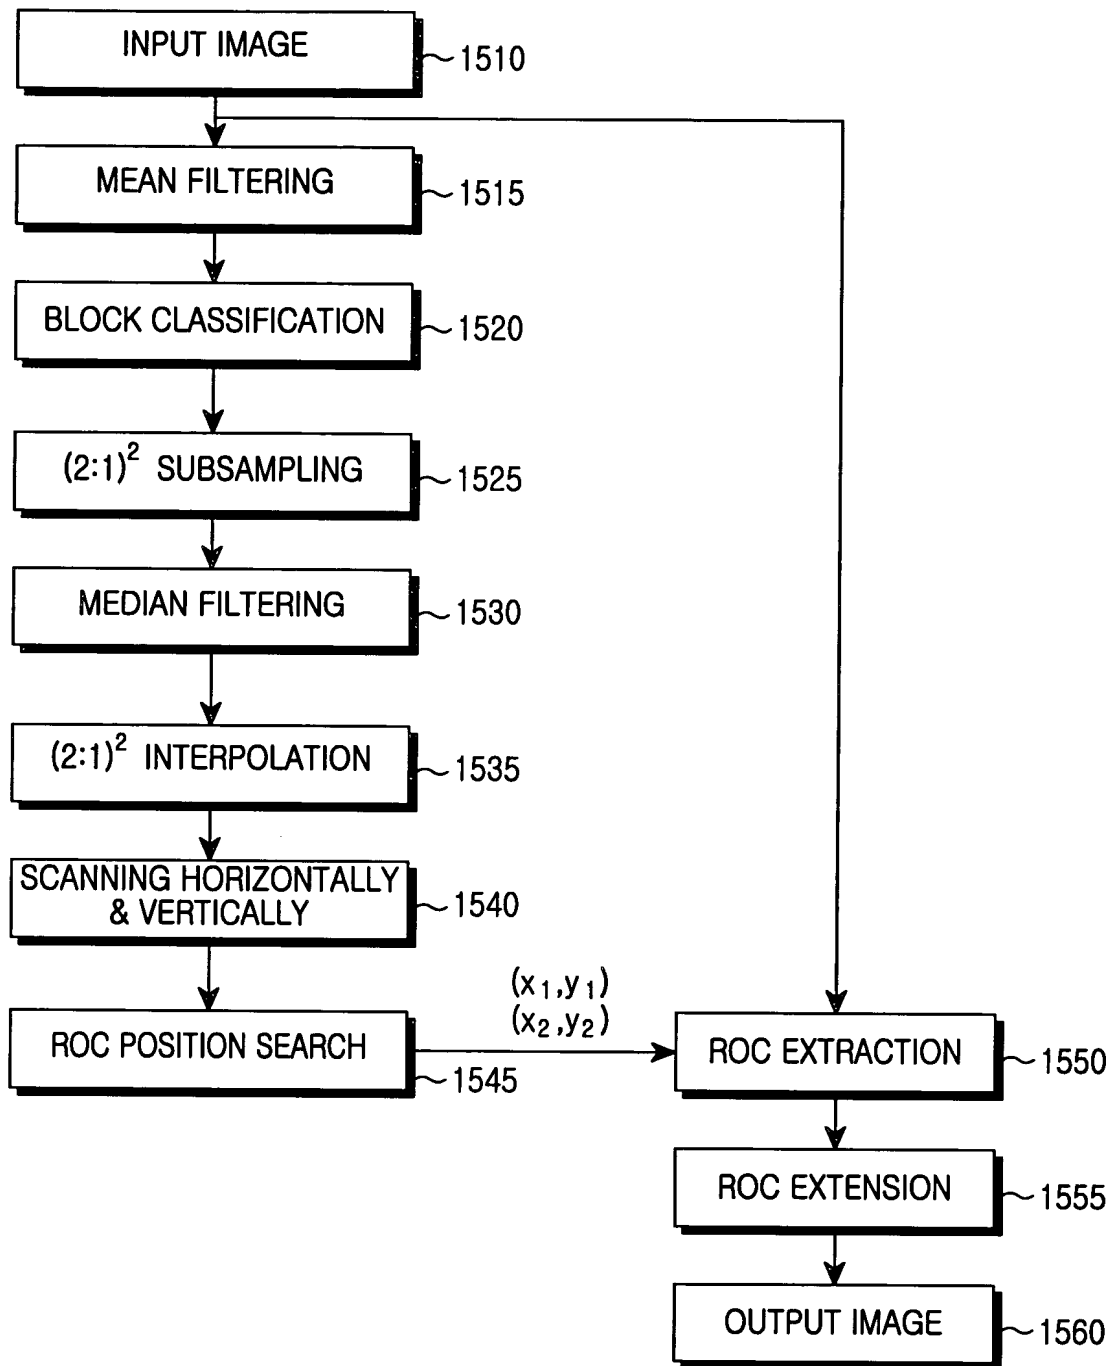 INPUT IMAGE
1510
MEAN FILTERING
1515
BLOCK CLASSIFICATION
1520
(2:1)² SUBSAMPLING
1525
MEDIAN FILTERING
1530
(2:1)² INTERPOLATION
1535
SCANNING HORIZONTALLY
& VERTICALLY
1540
ROC POSITION SEARCH
1545
(x₁,y₁)
(x₂,y₂)
ROC EXTRACTION
1550
ROC EXTENSION
1555
OUTPUT IMAGE
1560